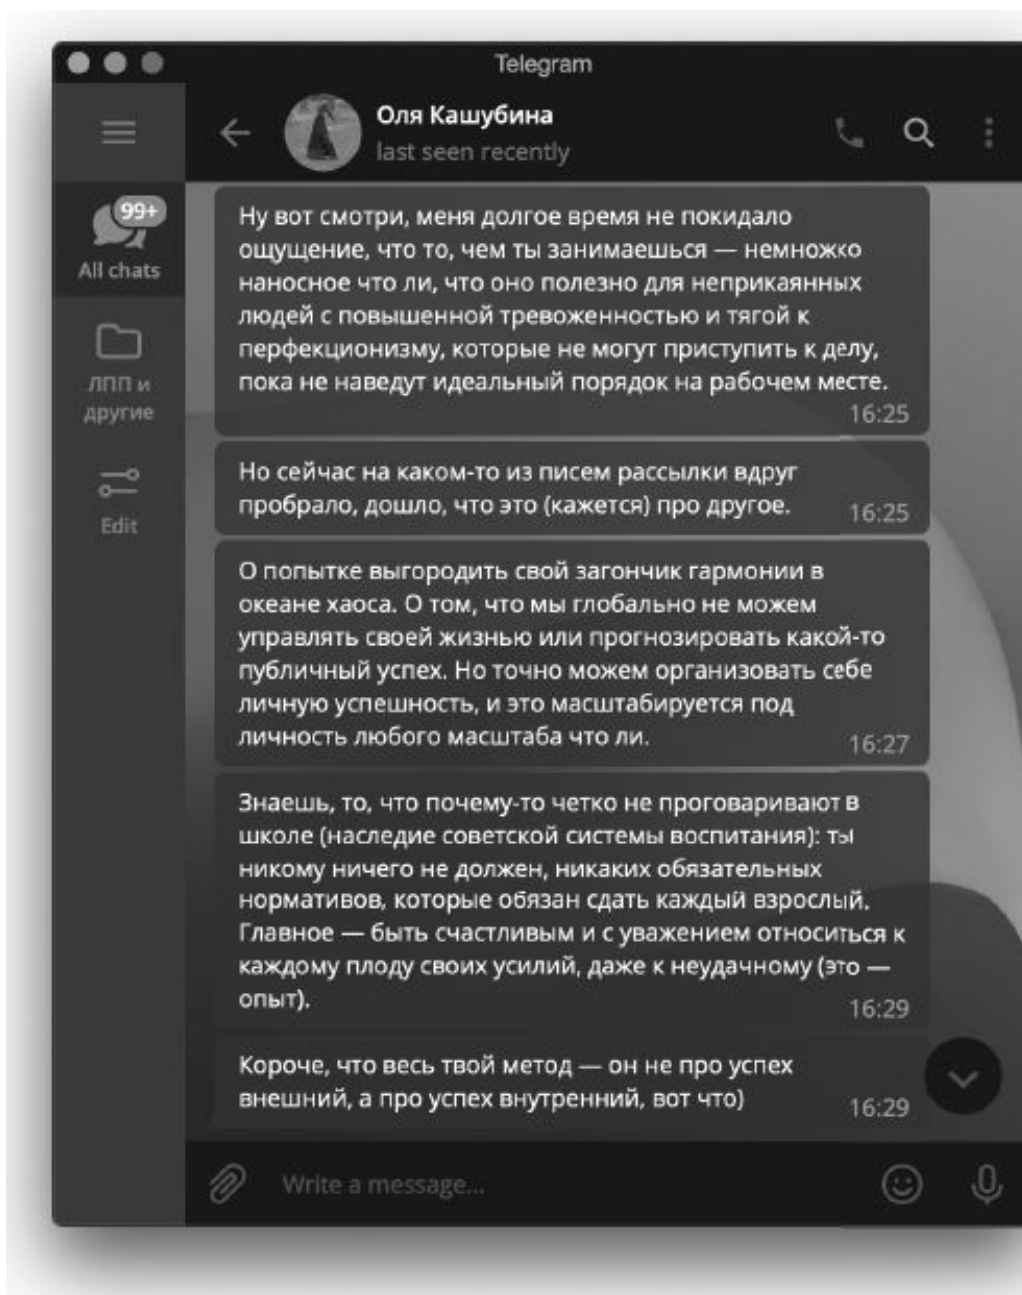 Telegram
Оля Кашубина
last seen recently
99+
All chats
ЛПП и
другие
Edit
Ну вот смотри, меня долгое время не покидало
ощущение, что то, чем ты занимаешься — немножко
наносное что ли, что оно полезно для неприкаянных
людей с повышенной тревоженностью и тягой к
перфекционизму, которые не могут приступить к делу,
пока не наведут идеальный порядок на рабочем месте.
16:25
Но сейчас на каком-то из писем рассылки вдруг
пробрало, дошло, что это (кажется) про другое.
16:25
О попытке выгородить свой загончик гармонии в
океане хаоса. О том, что мы глобально не можем
управлять своей жизнью или прогнозировать какой-то
публичный успех. Но точно можем организовать себе
личную успешность, и это масштабируется под
личность любого масштаба что ли.
16:27
Знаешь, то, что почему-то четко не проговаривают в
школе (наследие советской системы воспитания): ты
никому ничего не должен, никаких обязательных
нормативов, которые обязан сдать каждый взрослый.
Главное — быть счастливым и с уважением относиться к
каждому плоду своих усилий, даже к неудачному (это —
опыт).
16:29
Короче, что весь твой метод — он не про успех
внешний, а про успех внутренний, вот что)
16:29
Write a message...